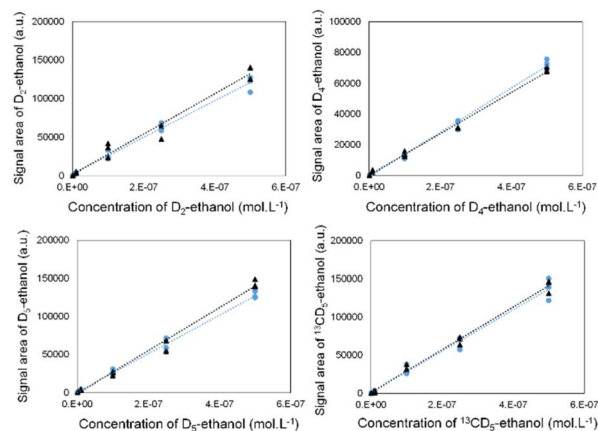 Signal area of D2-ethanol (a.u.)
200000
150000
100000
50000
0
0.E+00 2.E-07 4.E-07 6.E-07
Concentration of D2-ethanol (mol.L-1)
Signal area of D4-ethanol (a.u.)
100000
80000
60000
40000
20000
0
0.E+00 2.E-07 4.E-07 6.E-07
Concentration of D4-ethanol (mol.L-1)
Signal area of D5-ethanol (a.u.)
200000
150000
100000
50000
0
0.E+00 2.E-07 4.E-07 6.E-07
Concentration of D5-ethanol (mol.L-1)
Signal area of 13CD5-ethanol (a.u.)
200000
150000
100000
50000
0
0.E+00 2.E-07 4.E-07 6.E-07
Concentration of 13CD5-ethanol (mol.L-1)